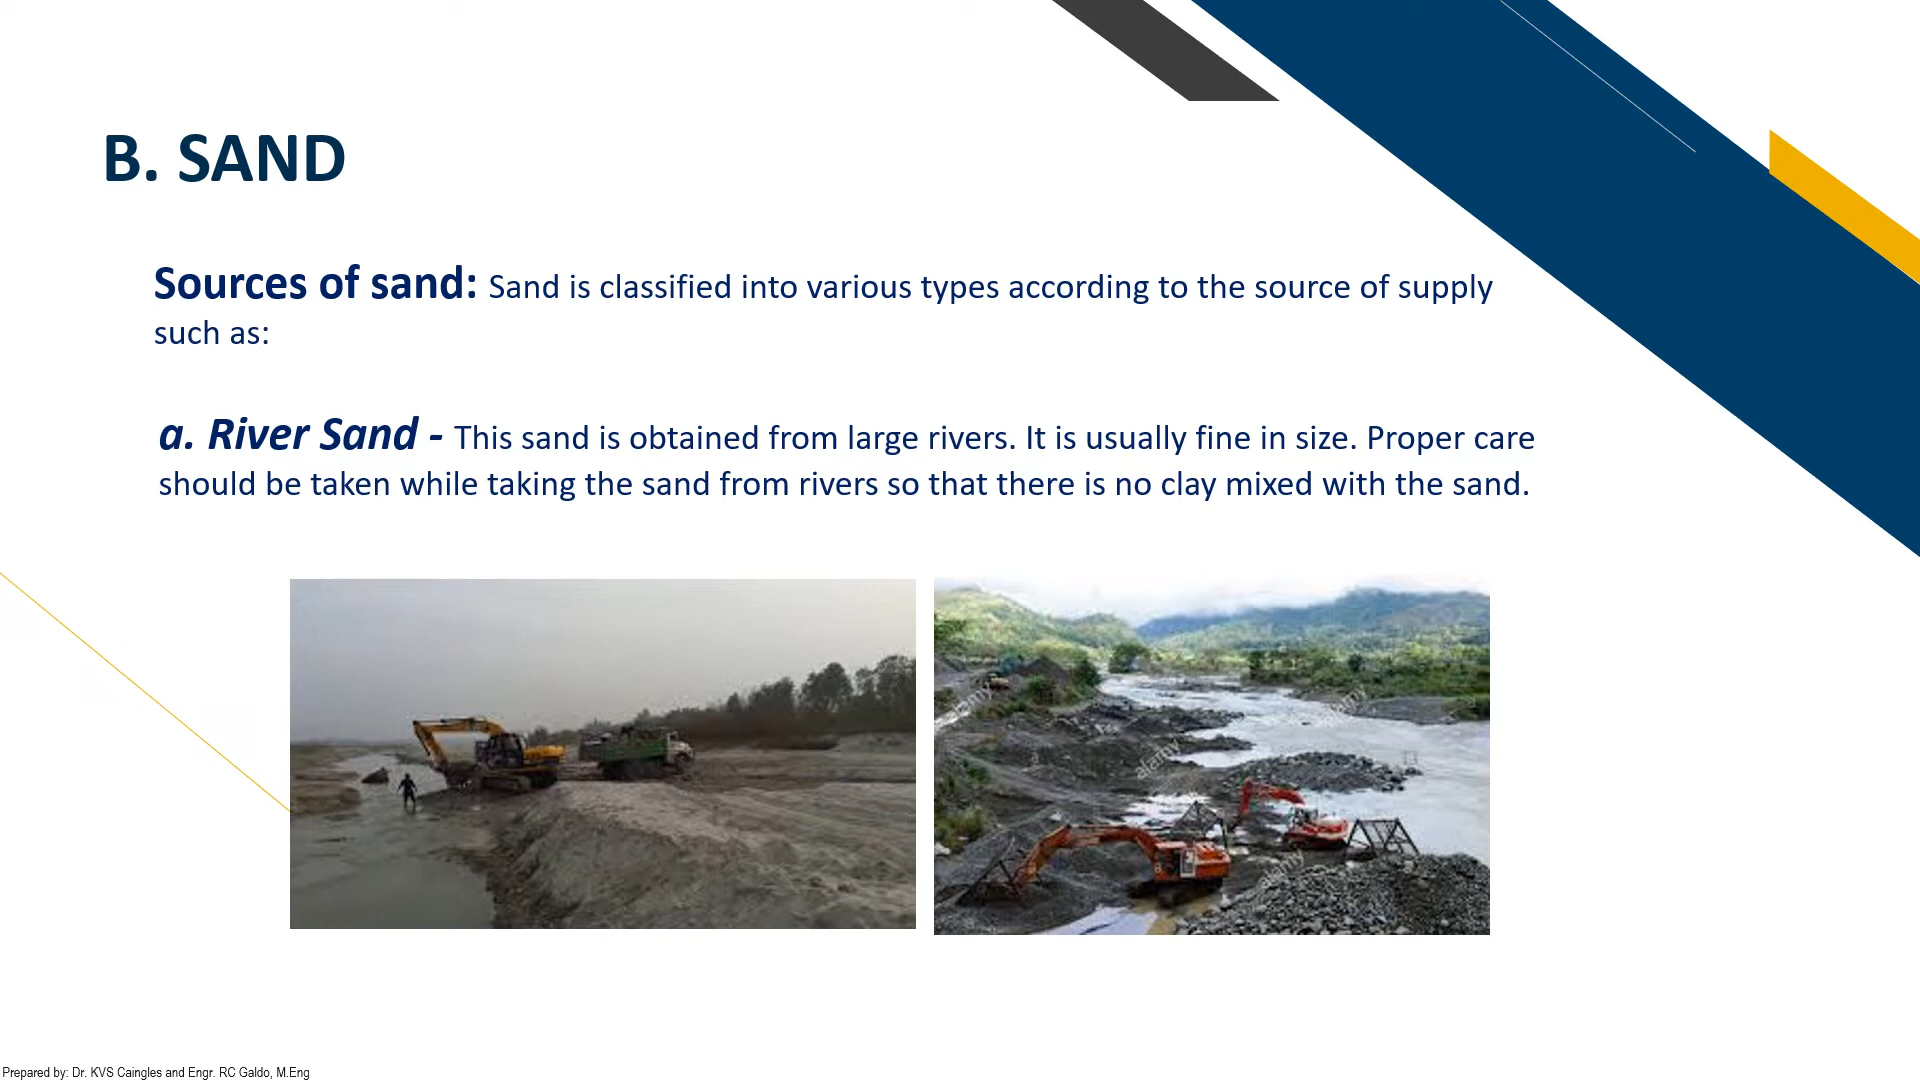 B. SAND
Sources of sand: Sand is classified into various types according to the source of supply
such as:
a. River Sand - This sand is obtained from large rivers. It is usually fine in size. Proper care
should be taken while taking the sand from rivers so that there is no clay mixed with the sand.
alamy
alamy
Prepared by: Dr. KVS Caingles and Engr. RC Galdo, M.Eng